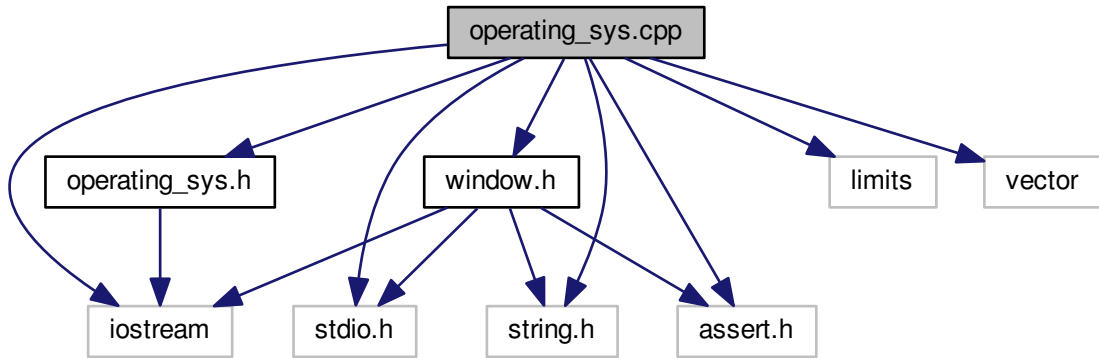 operating_sys.cpp
operating_sys.h
window.h
limits
vector
iostream
stdio.h
string.h
assert.h